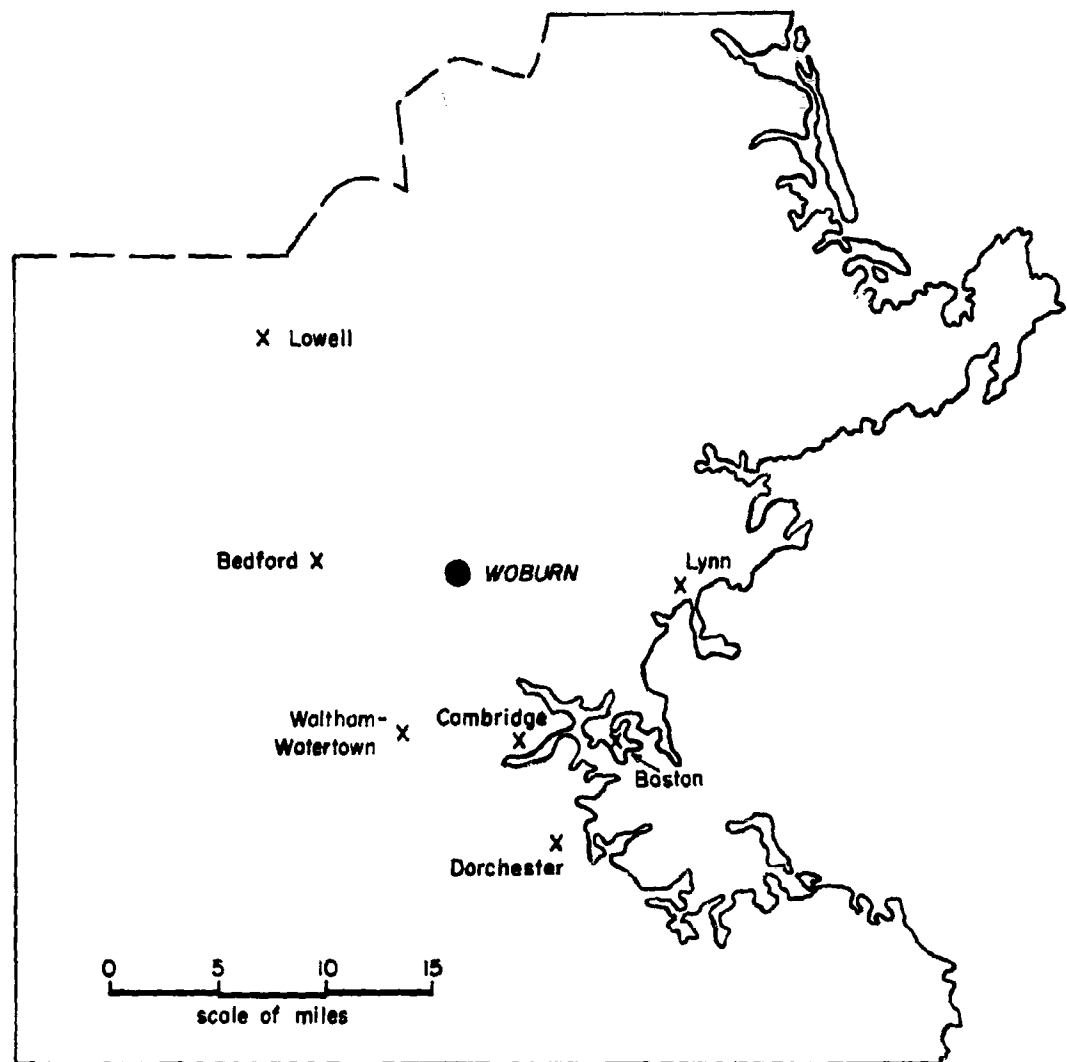 X Lowell
Bedford X
WOBURN
Lynn
X
Waltham-
Watertown X
Cambridge
X
X
Boston
X
Dorchester
0 5 10 15
scale of miles